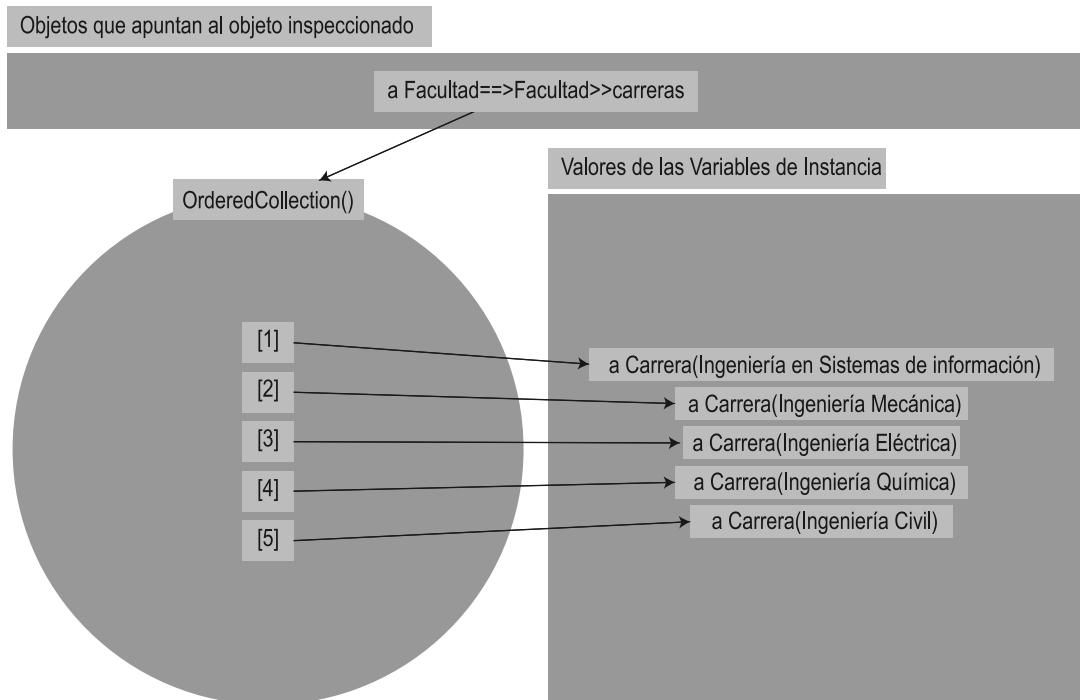 Objetos que apuntan al objeto inspeccionado
a Facultad==>Facultad>>carreras
Valores de las Variables de Instancia
OrderedCollection()
[1]
a Carrera(Ingeniería en Sistemas de información)
[2]
a Carrera(Ingeniería Mecánica)
[3]
a Carrera(Ingeniería Eléctrica)
[4]
a Carrera(Ingeniería Química)
[5]
a Carrera(Ingeniería Civil)